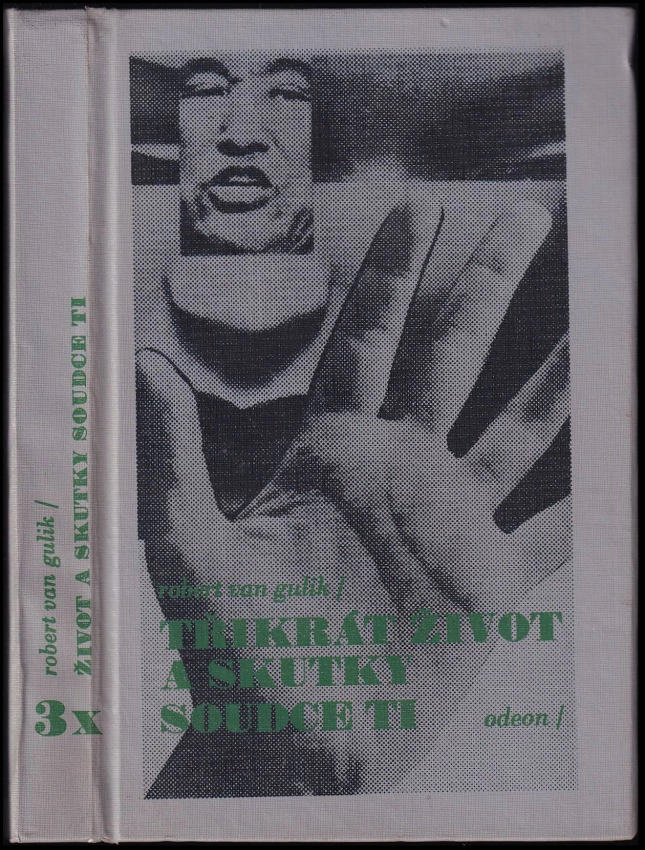 robert van gulik /
ŽIVOT A SKUTKY SOUDCE TI
3x
robert van gulik /
TŘIKRÁT ŽIVOT
A SKUTKY
SOUDCE TI
odeon /